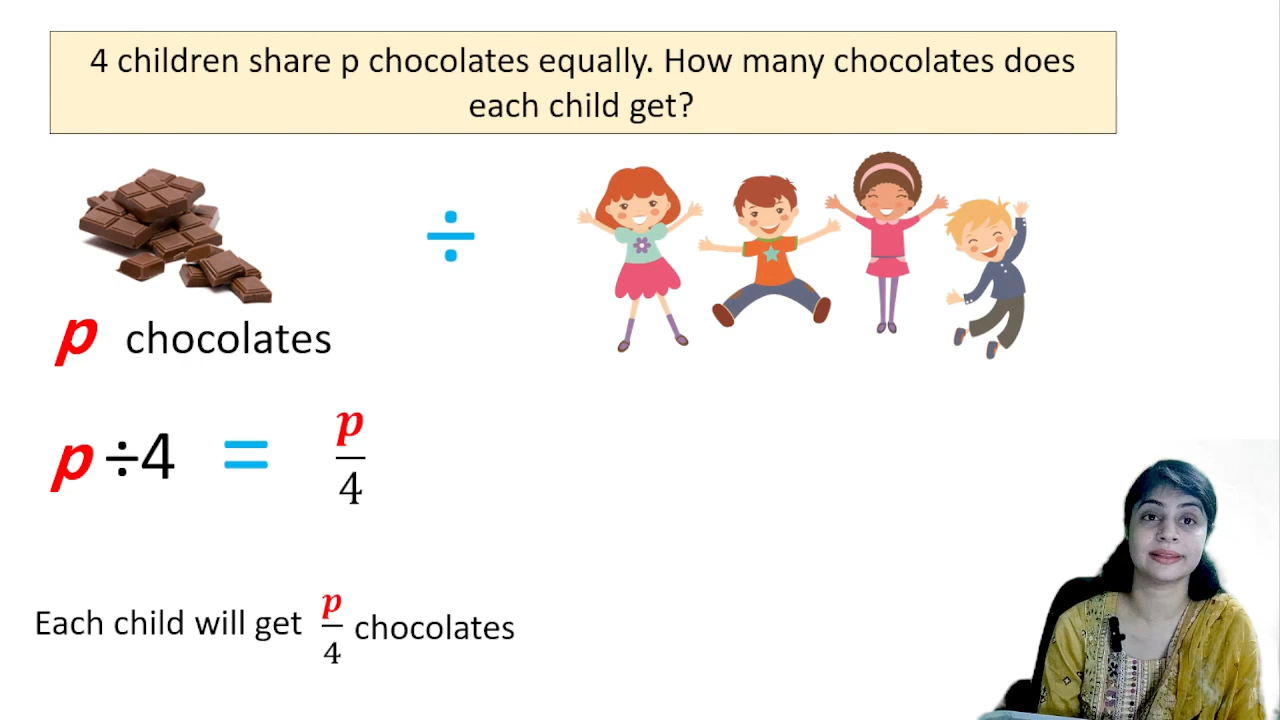 4 children share p chocolates equally. How many chocolates does
each child get?
÷
p chocolates
p ÷4 = p/4
Each child will get p/4 chocolates